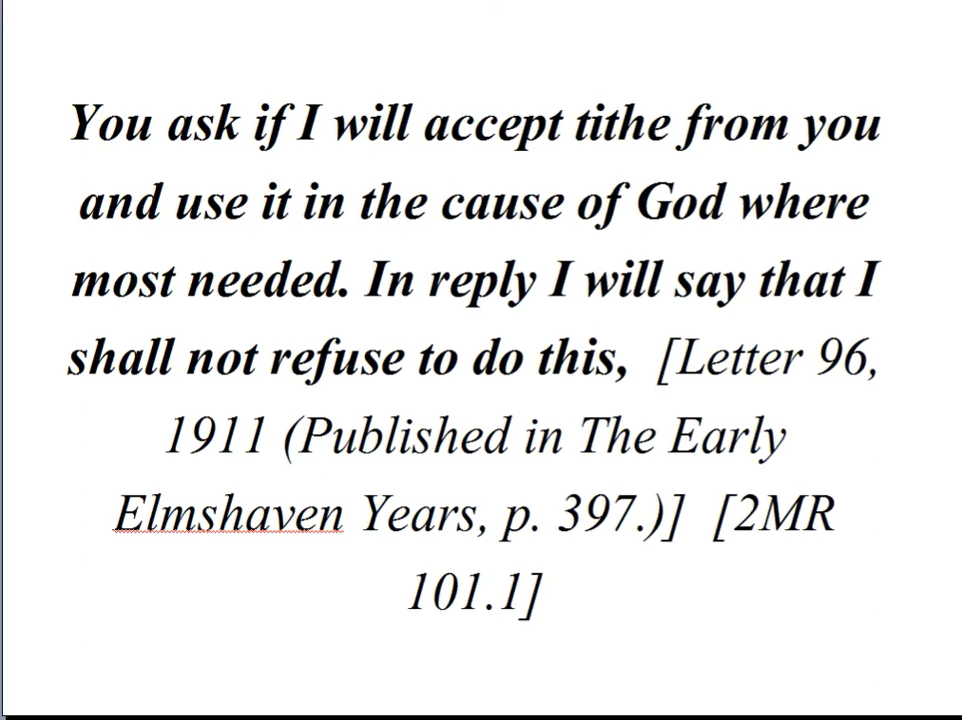 You ask if I will accept tithe from you
and use it in the cause of God where
most needed. In reply I will say that I
shall not refuse to do this,  [Letter 96,
1911 (Published in The Early
Elmshaven Years, p. 397.)]  [2MR
101.1]